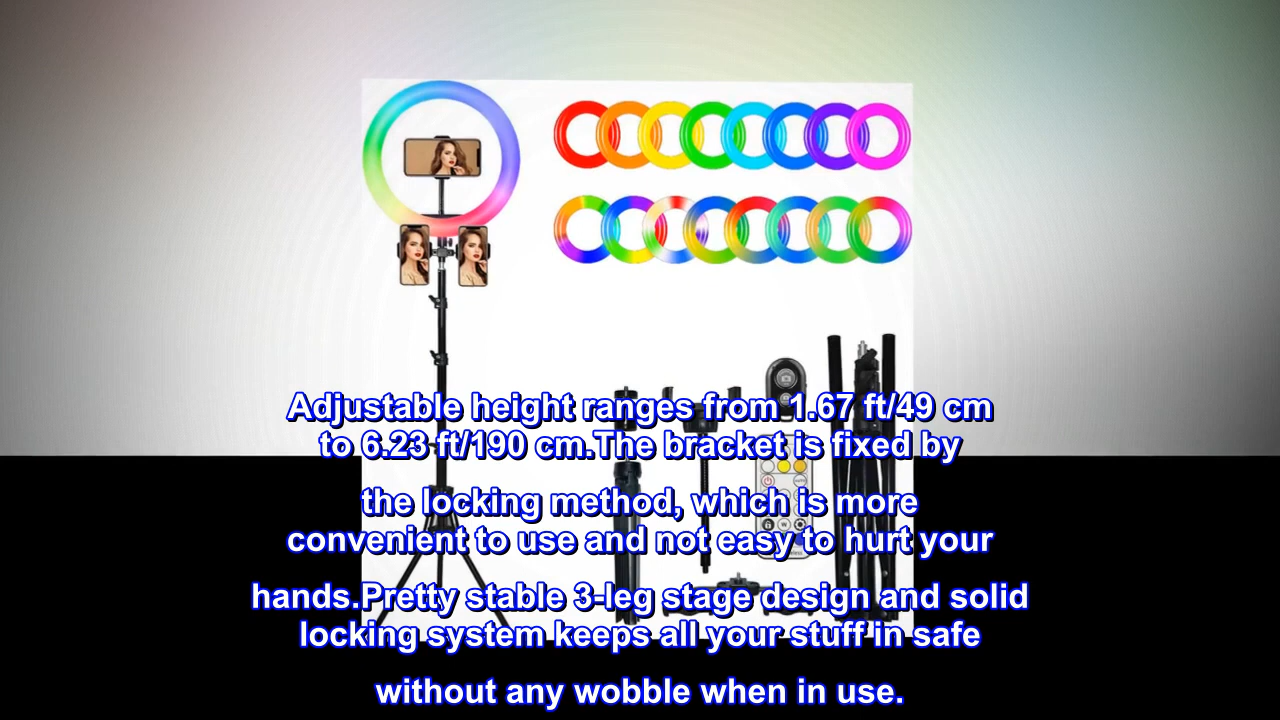 Adjustable height ranges from 1.67 ft/49 cm
to 6.23 ft/190 cm.The bracket is fixed by
the locking method, which is more
convenient to use and not easy to hurt your
hands.Pretty stable 3-leg stage design and solid
locking system keeps all your stuff in safe
without any wobble when in use.